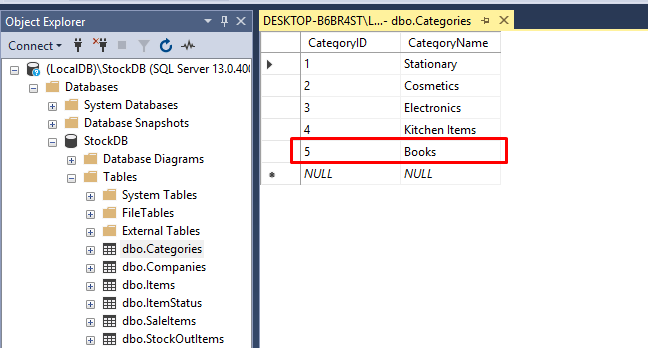 Object Explorer
Connect
(LocalDB)\StockDB (SQL Server 13.0.400
Databases
System Databases
Database Snapshots
StockDB
Database Diagrams
Tables
System Tables
FileTables
External Tables
dbo.Categories
dbo.Companies
dbo.Items
dbo.ItemStatus
dbo.SaleItems
dbo.StockOutItems
DESKTOP-B6BR4ST\L...- dbo.Categories
CategoryID CategoryName
1 Stationary
2 Cosmetics
3 Electronics
4 Kitchen Items
5 Books
NULL NULL